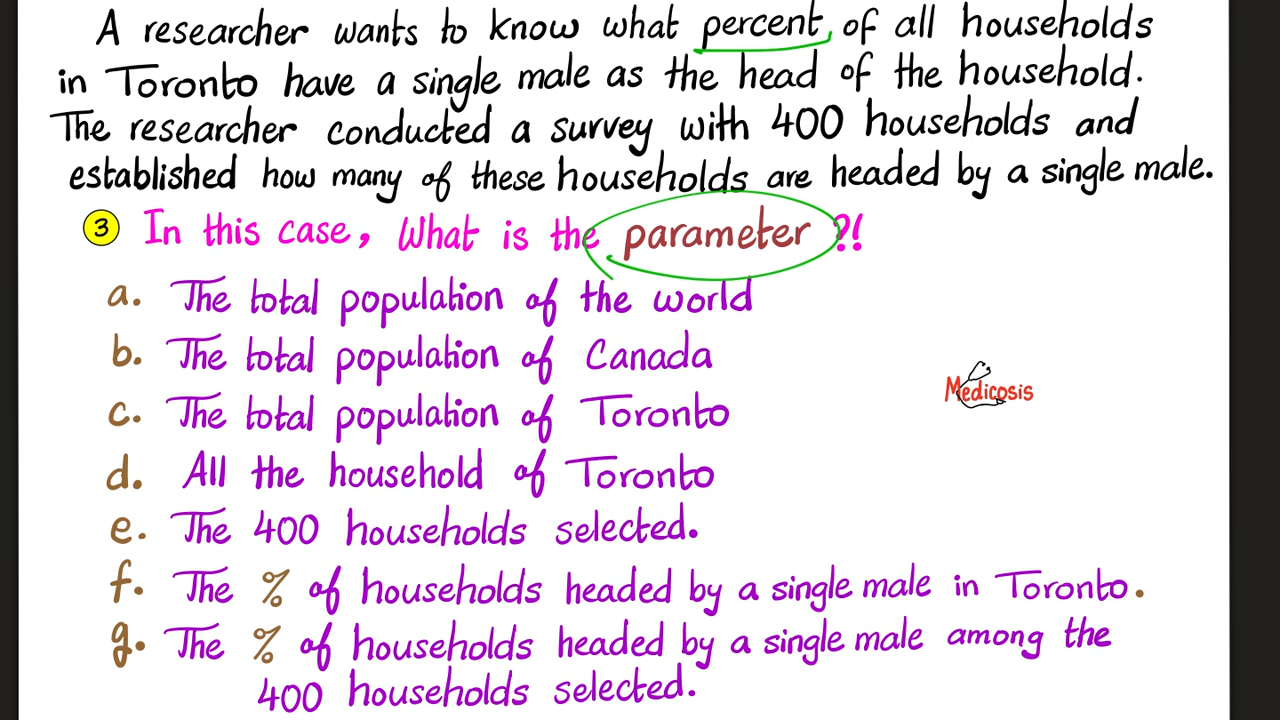 A researcher wants to know what percent of all households
in Toronto have a single male as the head of the household.
The researcher conducted a survey with 400 households and
established how many of these households are headed by a single male.
3 In this case, What is the parameter ?!
a. The total population of the world
b. The total population of Canada
c. The total population of Toronto
Medicosis
d. All the household of Toronto
e. The 400 households selected.
f. The % of households headed by a single male in Toronto.
g. The % of households headed by a single male among the
400 households selected.